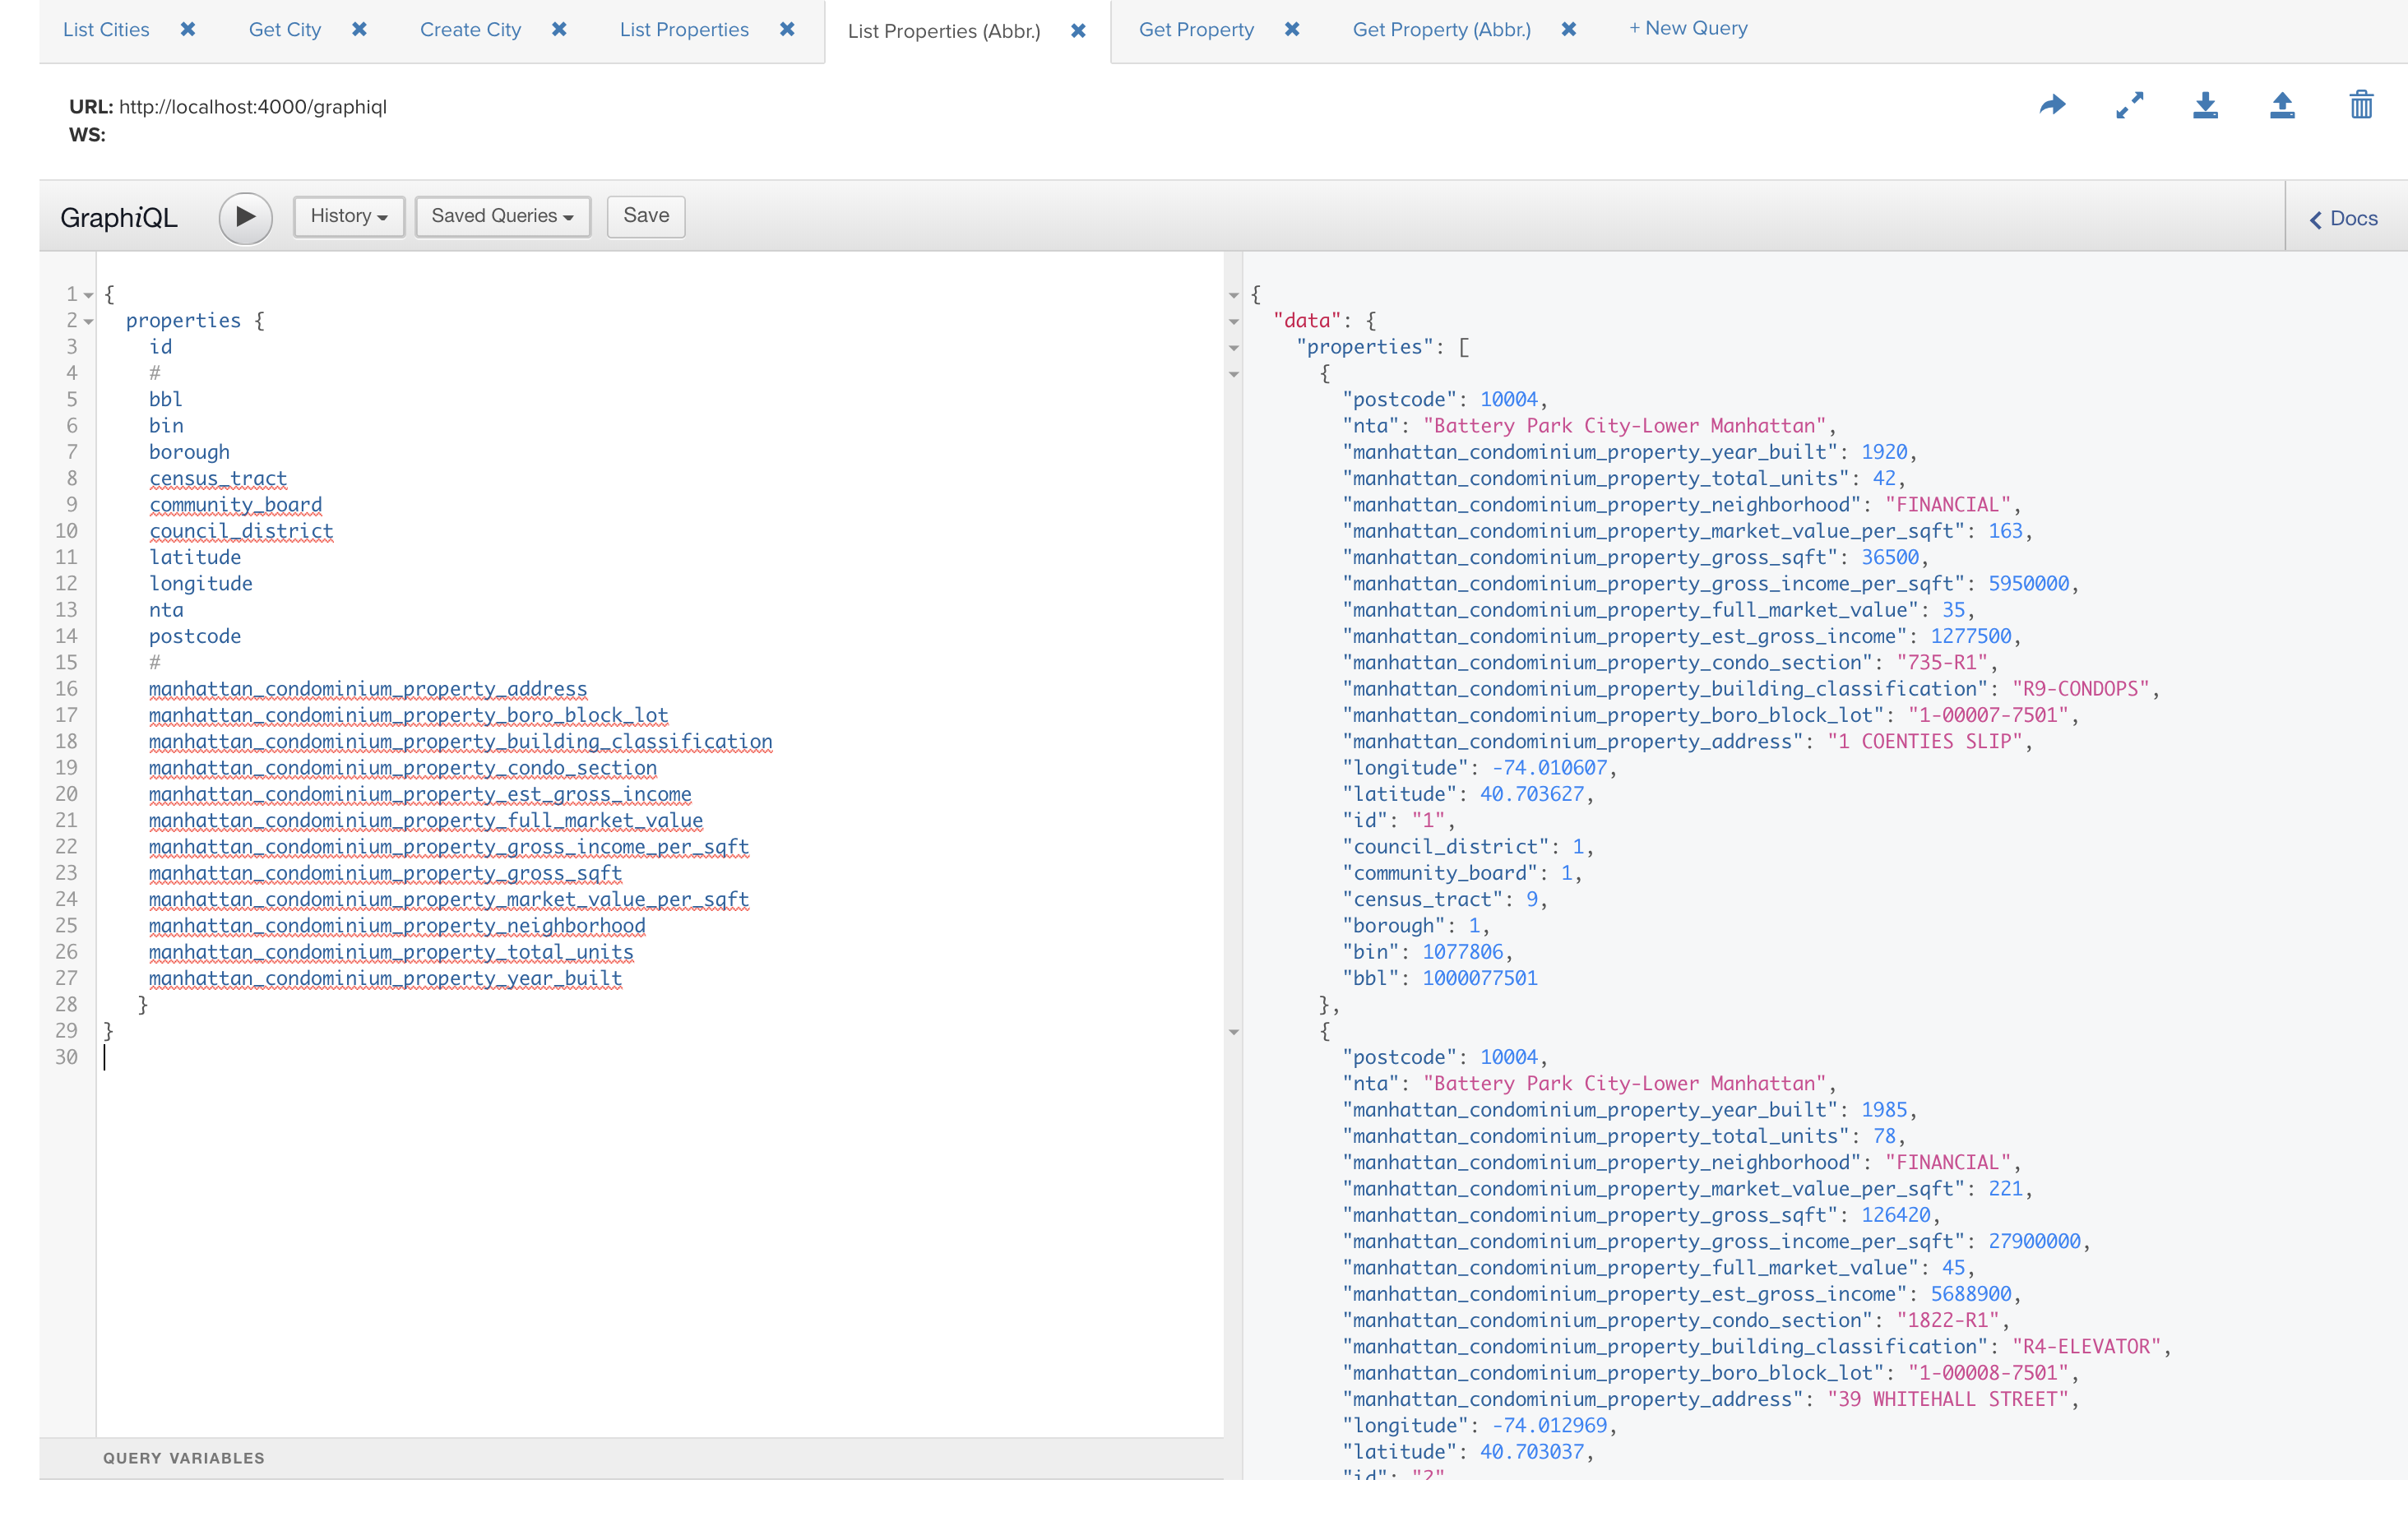 List Cities ✖ Get City ✖ Create City ✖ List Properties ✖ List Properties (Abbr.) ✖ Get Property ✖ Get Property (Abbr.) ✖ + New Query
URL: http://localhost:4000/graphiql
WS:
GraphiQL History Saved Queries Save Docs
1 {
2 properties {
3 id
4 #
5 bbl
6 bin
7 borough
8 census_tract
9 community_board
10 council_district
11 latitude
12 longitude
13 nta
14 postcode
15 #
16 manhattan_condominium_property_address
17 manhattan_condominium_property_boro_block_lot
18 manhattan_condominium_property_building_classification
19 manhattan_condominium_property_condo_section
20 manhattan_condominium_property_est_gross_income
21 manhattan_condominium_property_full_market_value
22 manhattan_condominium_property_gross_income_per_sqft
23 manhattan_condominium_property_gross_sqft
24 manhattan_condominium_property_market_value_per_sqft
25 manhattan_condominium_property_neighborhood
26 manhattan_condominium_property_total_units
27 manhattan_condominium_property_year_built
28 }
29 }
30
QUERY VARIABLES
{
"data": {
"properties": [
{
"postcode": 10004,
"nta": "Battery Park City-Lower Manhattan",
"manhattan_condominium_property_year_built": 1920,
"manhattan_condominium_property_total_units": 42,
"manhattan_condominium_property_neighborhood": "FINANCIAL",
"manhattan_condominium_property_market_value_per_sqft": 163,
"manhattan_condominium_property_gross_sqft": 36500,
"manhattan_condominium_property_gross_income_per_sqft": 5950000,
"manhattan_condominium_property_full_market_value": 35,
"manhattan_condominium_property_est_gross_income": 1277500,
"manhattan_condominium_property_condo_section": "735-R1",
"manhattan_condominium_property_building_classification": "R9-CONDOPS",
"manhattan_condominium_property_boro_block_lot": "1-00007-7501",
"manhattan_condominium_property_address": "1 COENTIES SLIP",
"longitude": -74.010607,
"latitude": 40.703627,
"id": "1",
"council_district": 1,
"community_board": 1,
"census_tract": 9,
"borough": 1,
"bin": 1077806,
"bbl": 1000077501
},
{
"postcode": 10004,
"nta": "Battery Park City-Lower Manhattan",
"manhattan_condominium_property_year_built": 1985,
"manhattan_condominium_property_total_units": 78,
"manhattan_condominium_property_neighborhood": "FINANCIAL",
"manhattan_condominium_property_market_value_per_sqft": 221,
"manhattan_condominium_property_gross_sqft": 126420,
"manhattan_condominium_property_gross_income_per_sqft": 27900000,
"manhattan_condominium_property_full_market_value": 45,
"manhattan_condominium_property_est_gross_income": 5688900,
"manhattan_condominium_property_condo_section": "1822-R1",
"manhattan_condominium_property_building_classification": "R4-ELEVATOR",
"manhattan_condominium_property_boro_block_lot": "1-00008-7501",
"manhattan_condominium_property_address": "39 WHITEHALL STREET",
"longitude": -74.012969,
"latitude": 40.703037,
"id": "2"